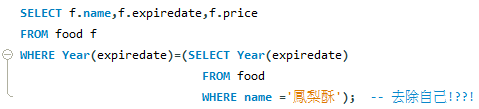 SELECT f.name,f.expiredate,f.price
FROM food f
WHERE Year(expiredate)=(SELECT Year(expiredate)
FROM food
WHERE name ='鳳梨酥');  -- 去除自己!??!